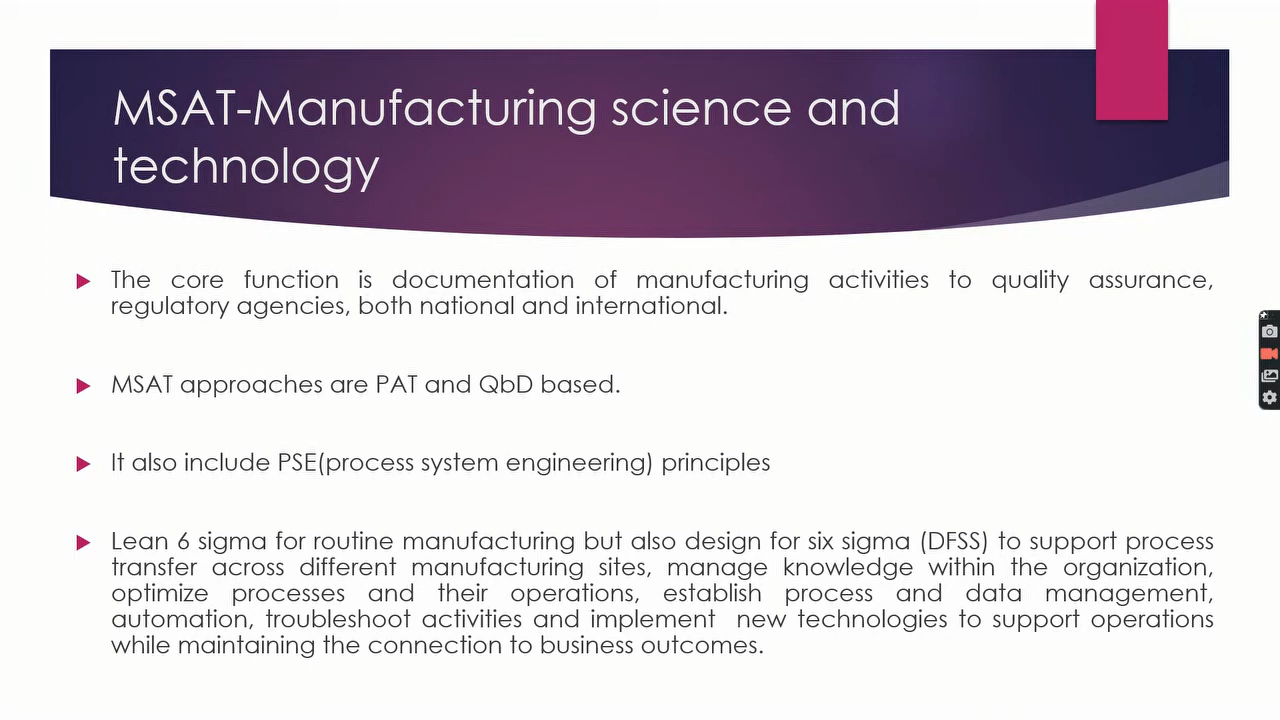 MSAT-Manufacturing science and
technology
The core function is documentation of manufacturing activities to quality assurance,
regulatory agencies, both national and international.
MSAT approaches are PAT and QbD based.
It also include PSE(process system engineering) principles
Lean 6 sigma for routine manufacturing but also design for six sigma (DFSS) to support process
transfer across different manufacturing sites, manage knowledge within the organization,
optimize processes and their operations, establish process and data management,
automation, troubleshoot activities and implement new technologies to support operations
while maintaining the connection to business outcomes.